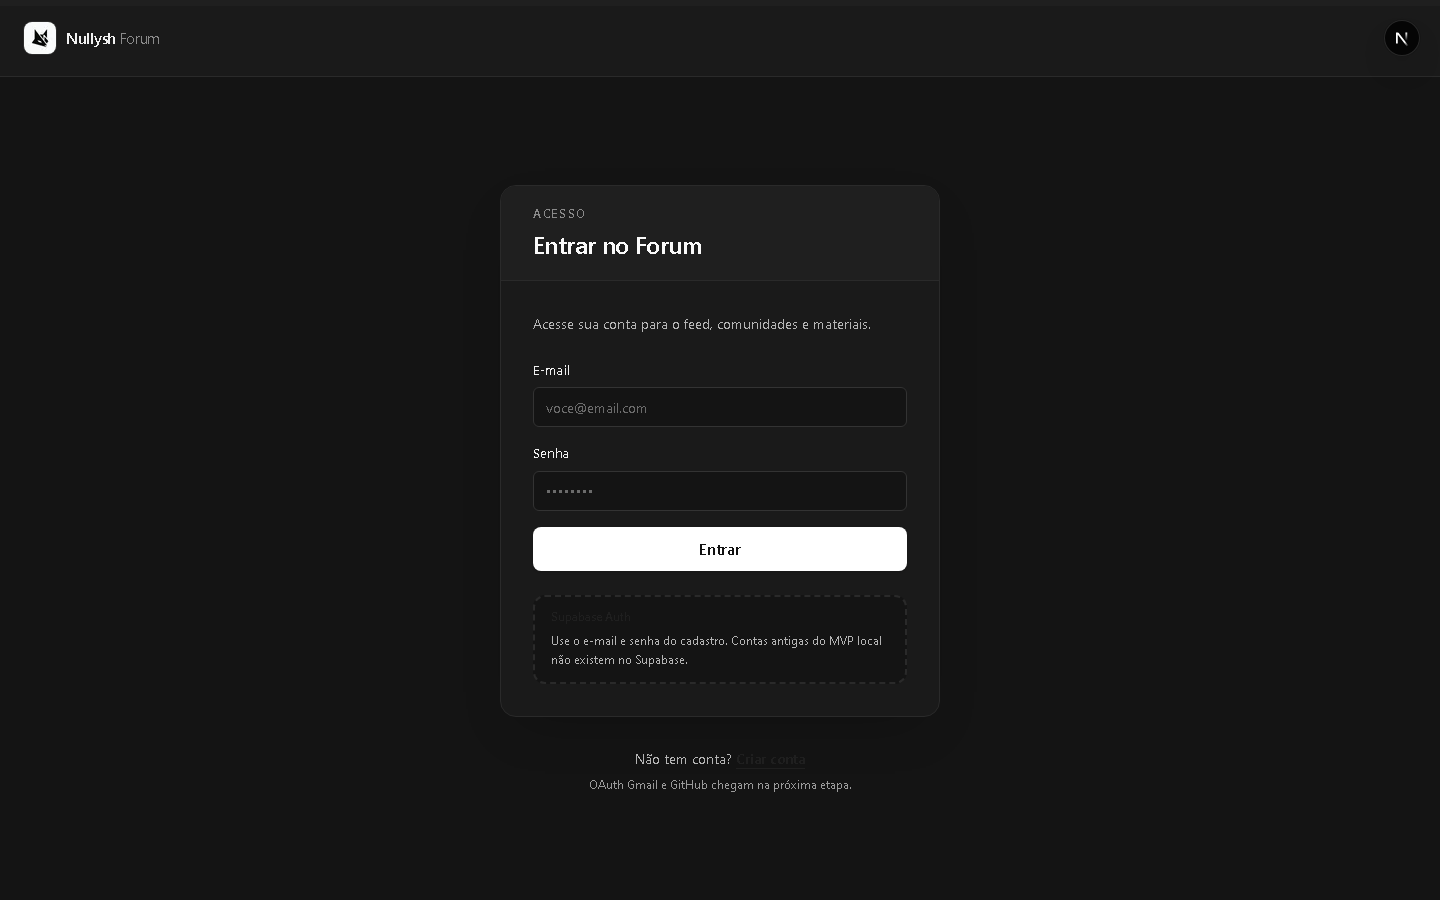 Nullysh Forum
N
ACESSO
Entrar no Forum
Acesse sua conta para o feed, comunidades e materiais.
E-mail
voce@email.com
Senha
••••••••
Entrar
Supabase Auth
Use o e-mail e senha do cadastro. Contas antigas do MVP local
não existem no Supabase.
Não tem conta? Criar conta
OAuth Gmail e GitHub chegam na próxima etapa.